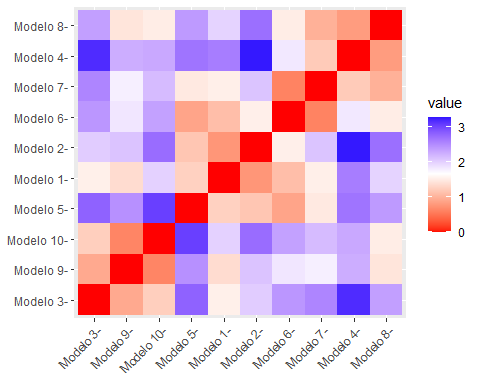 Modelo 8-
Modelo 4-
Modelo 7-
Modelo 6-
Modelo 2-
Modelo 1-
Modelo 5-
Modelo 10-
Modelo 9-
Modelo 3-
value
3
2
1
0
Modelo 3-
Modelo 9-
Modelo 10-
Modelo 5-
Modelo 1-
Modelo 2-
Modelo 6-
Modelo 7-
Modelo 4-
Modelo 8-